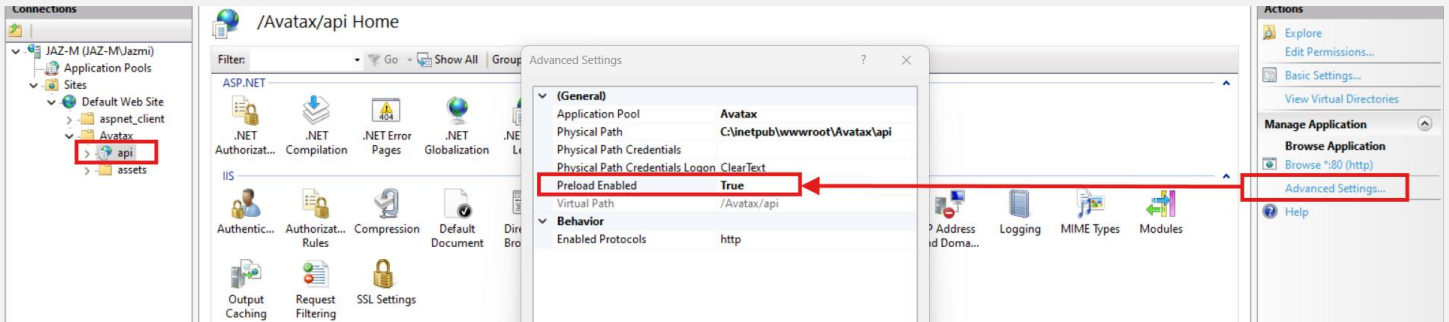 Connections
JAZ-M (JAZ-M\Jazmi)
Application Pools
Sites
Default Web Site
aspnet_client
Avatax
api
assets
/Avatax/api Home
Filter:
Go
Show All
Group
ASP.NET
.NET Authorizat...
.NET Compilation
.NET Error Pages
404
.NET Globalization
IIS
Authentic...
Authorizat... Rules
Compression
Default Document
Logging
MIME Types
Modules
Output Caching
Request Filtering
SSL Settings
Advanced Settings
?
(General)
Application Pool Avatax
Physical Path C:\inetpub\wwwroot\Avatax\api
Physical Path Credentials
Physical Path Credentials Logon ClearText
Preload Enabled True
Virtual Path /Avatax/api
Behavior
Enabled Protocols http
Actions
Explore
Edit Permissions...
Basic Settings...
View Virtual Directories
Manage Application
Browse Application
Browse *:80 (http)
Advanced Settings...
Help